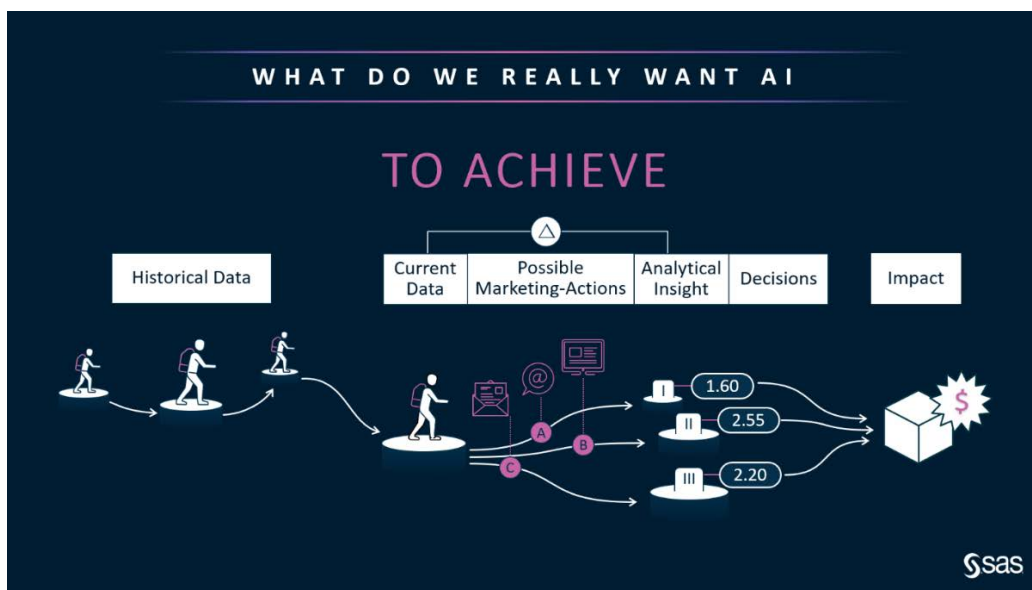 WHAT DO WE REALLY WANT AI
TO ACHIEVE
Historical Data
Current
Data
Possible
Marketing-Actions
Analytical
Insight
Decisions
Impact
@
A
B
C
I
1.60
II
2.55
III
2.20
$
sas